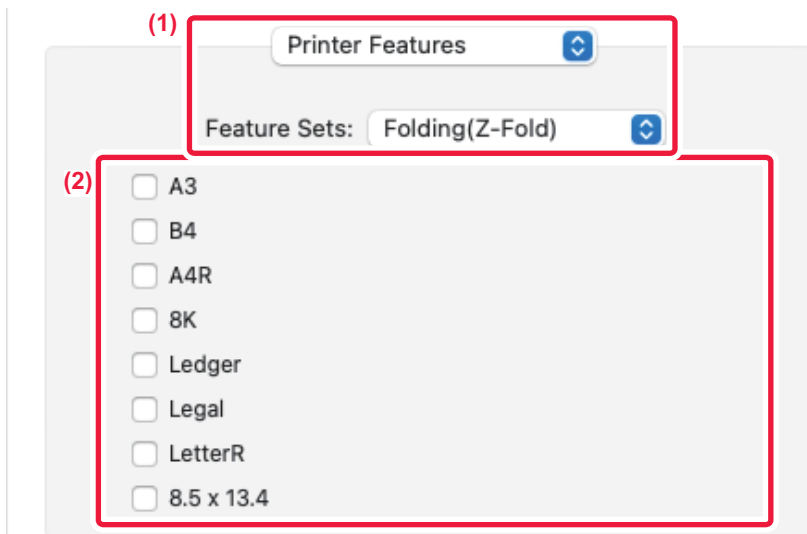 (1)
Printer Features
Feature Sets: Folding(Z-Fold)
(2)
A3
B4
A4R
8K
Ledger
Legal
LetterR
8.5 x 13.4